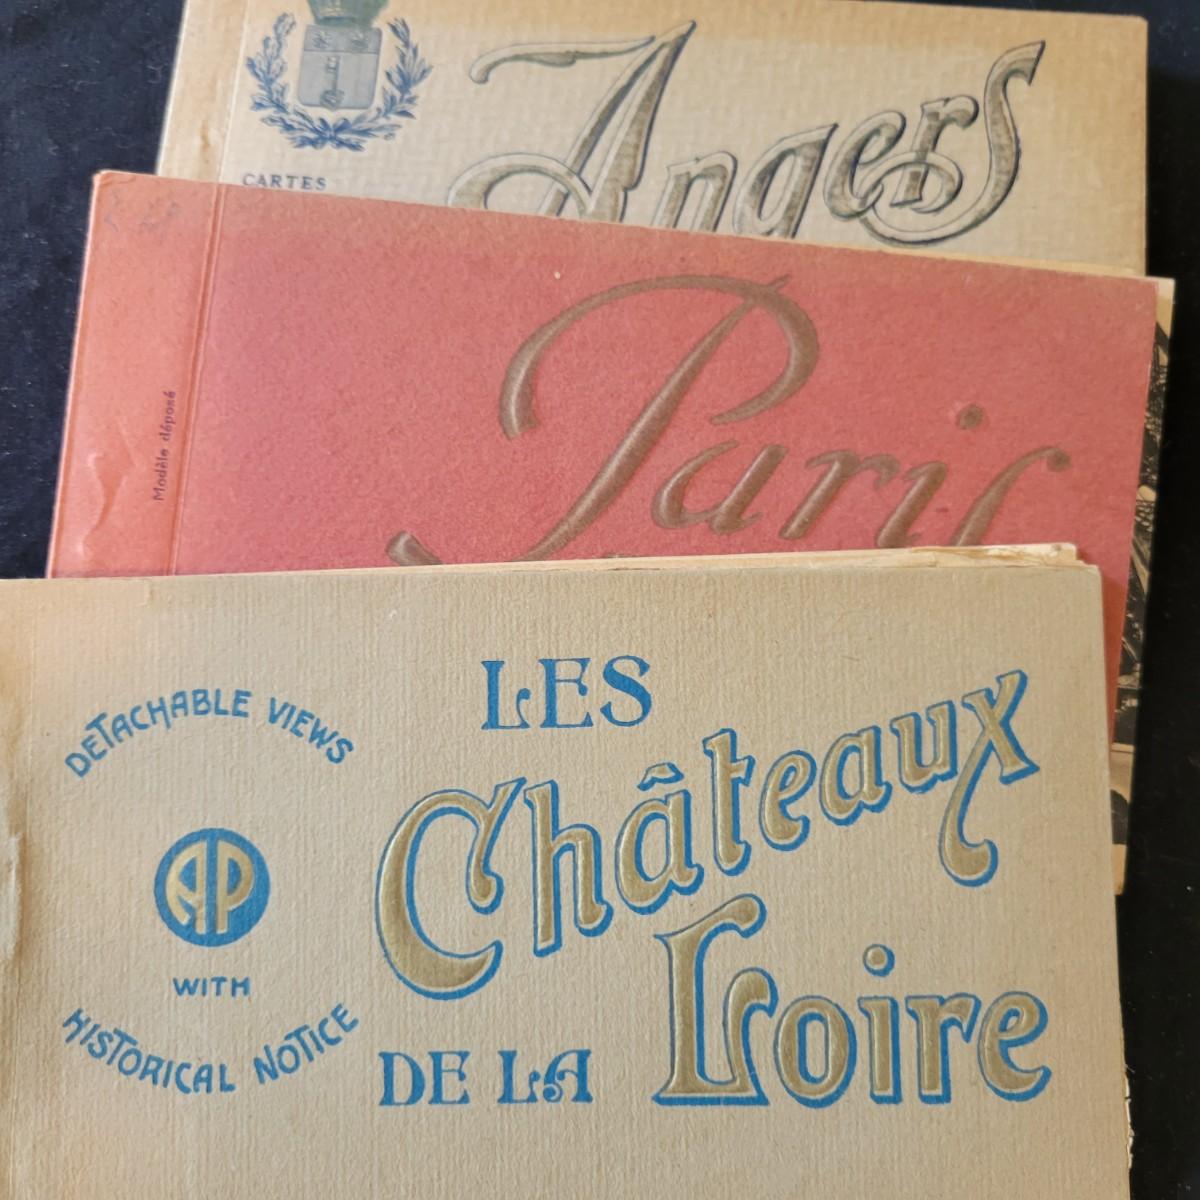 Angers
CARTES
Paris
Modèle déposé
LES
Châteaux
DE LA Loire
DETACHABLE VIEWS
AP
WITH
HISTORICAL NOTICE